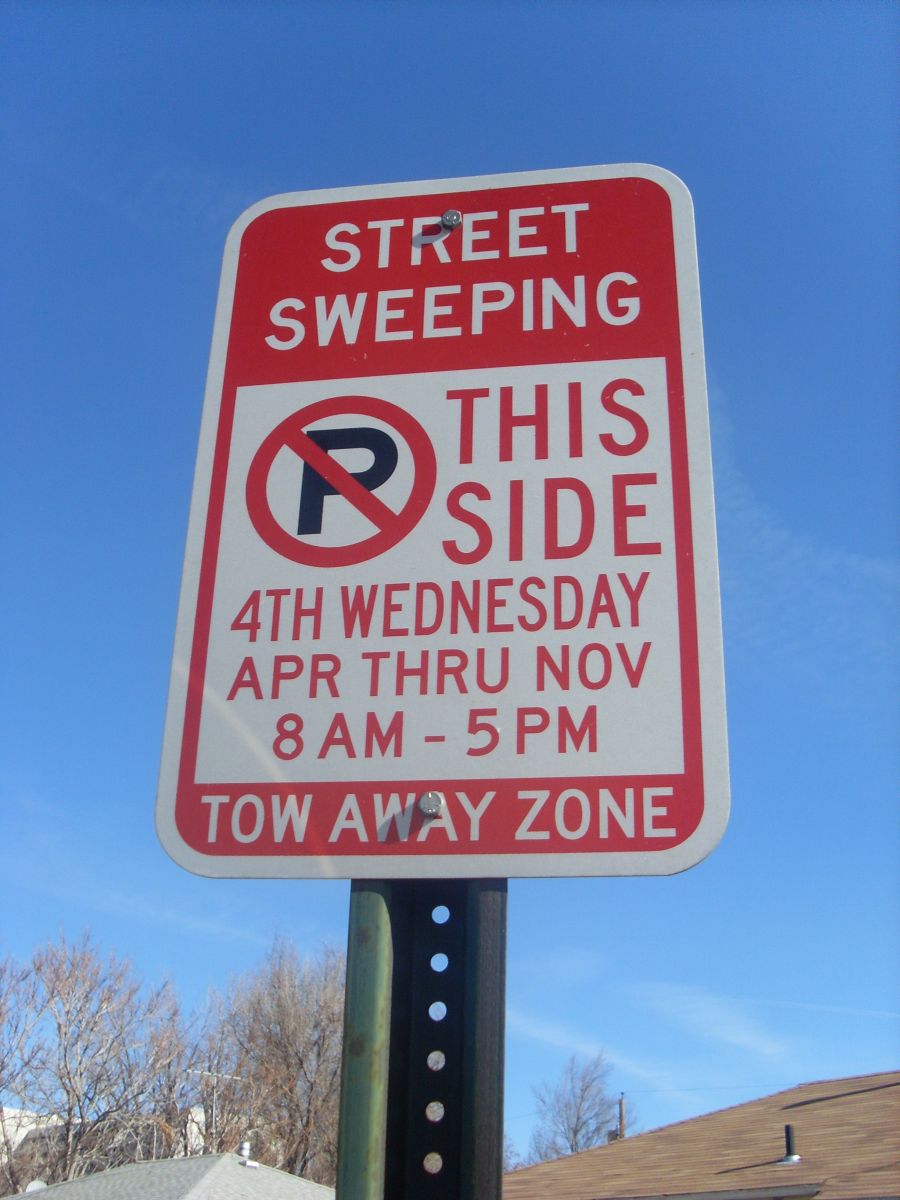 STREET
SWEEPING
P THIS
SIDE
4TH WEDNESDAY
APR THRU NOV
8 AM - 5 PM
TOW AWAY ZONE